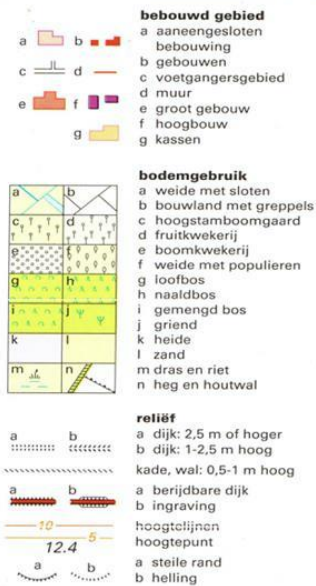 bebouwd gebied
a b
a aaneengesloten
bebouwing
b gebouwen
c d
c voetgangersgebied
d muur
e f
e groot gebouw
f hoogbouw
g
g kassen
bodemgebruik
a b
a weide met sloten
b bouwland met greppels
c d
c hoogstamboomgaard
d fruitkwekerij
e f
e boomkwekerij
f weide met populieren
g h
g loofbos
h naaldbos
i j
i gemengd bos
j griend
k l
k heide
l zand
m n
m dras en riet
n heg en houtwal
reliëf
a b
a dijk: 2,5 m of hoger
b dijk: 1-2,5 m hoog
kade, wal: 0,5-1 m hoog
a b
a berijdbare dijk
b ingraving
10 5
hoogtelijnen
12.4
hoogtepunt
a b
a steile rand
b helling